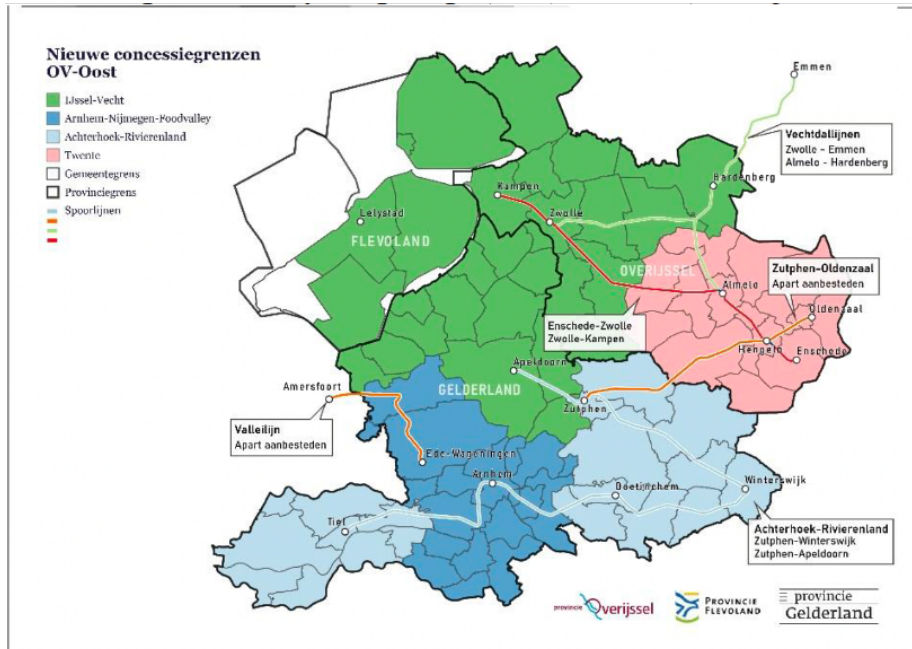 Nieuwe concessiegrenzen
OV-Oost
IJssel-Vecht
Arnhem-Nijmegen-Foodvalley
Achterhoek-Rivierenland
Twente
Gemeentegrens
Provinciegrens
Spoorlijnen
Emmen
Vechtdallijnen
Zwolle - Emmen
Almelo - Hardenberg
Hardenberg
Kampen
Zwolle
Lelystad
FLEVOLAND
OVERIJSSEL
Zutphen-Oldenzaal
Apart aanbesteden
Almelo
Oldenzaal
Enschede-Zwolle
Zwolle-Kampen
Hengelo
Enschede
Apeldoorn
Amersfoort
GELDERLAND
Zutphen
Valleilijn
Apart aanbesteden
Ede-Wageningen
Arnhem
Doetinchem
Winterswijk
Tiel
Achterhoek-Rivierenland
Zutphen-Winterswijk
Zutphen-Apeldoorn
provincie Overijssel
PROVINCIE
FLEVOLAND
provincie
Gelderland